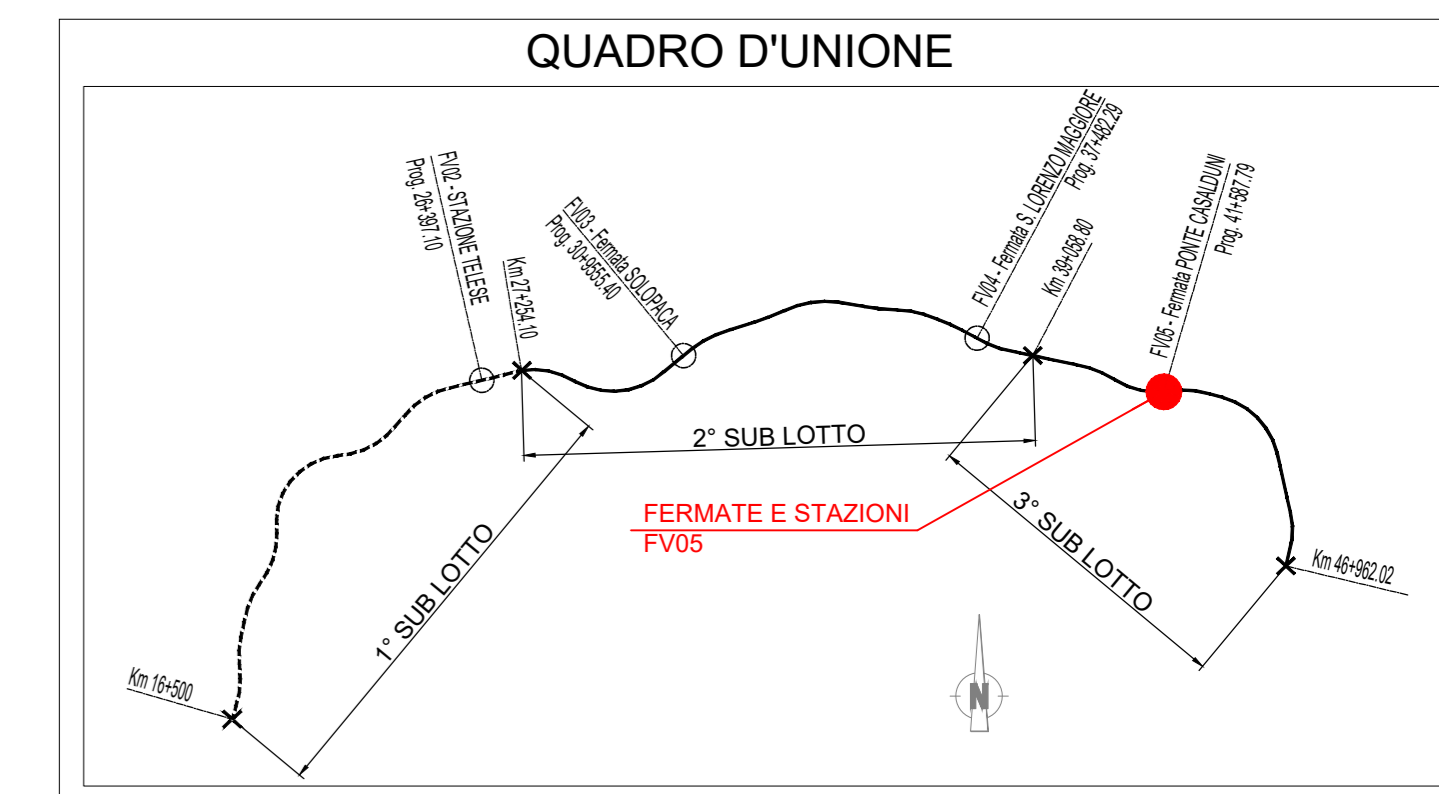 QUADRO D'UNIONE
FV02 - STAZIONE TELESE
Prog. 26+397.10
Km 27+254.10
FV03 - Fermata SOLOPACA
Prog. 30+9555.40
FV04 - Fermata S. LORENZO MAGGIORE
Prog. 37+482.29
Km 39+058.80
FV05 - Fermata PONTE CASALDUNI
Prog. 41+587.79
2° SUB LOTTO
FERMATE E STAZIONI
FV05
1° SUB LOTTO
3° SUB LOTTO
Km 46+962.02
Km 16+500
N